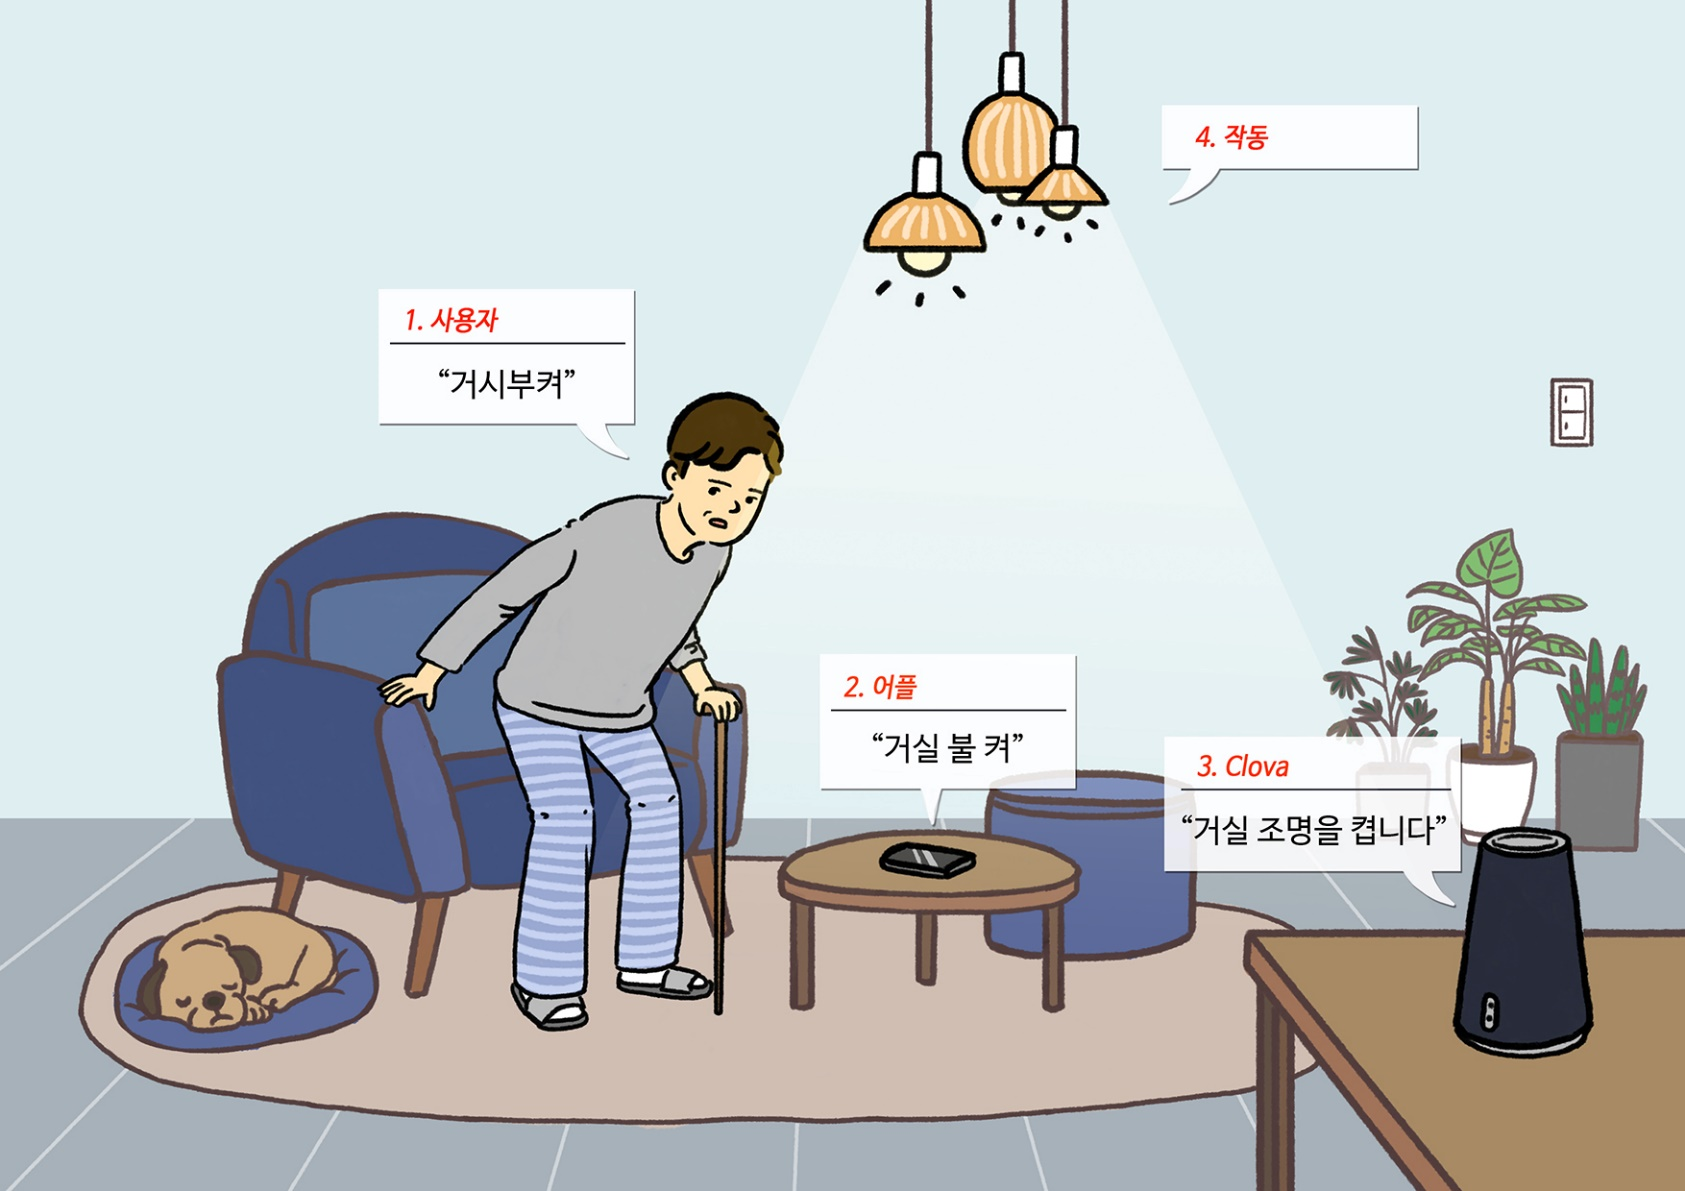 4. 작동
1. 사용자
“거시부켜”
2. 어플
“거실 불 켜”
3. Clova
“거실 조명을 켭니다”